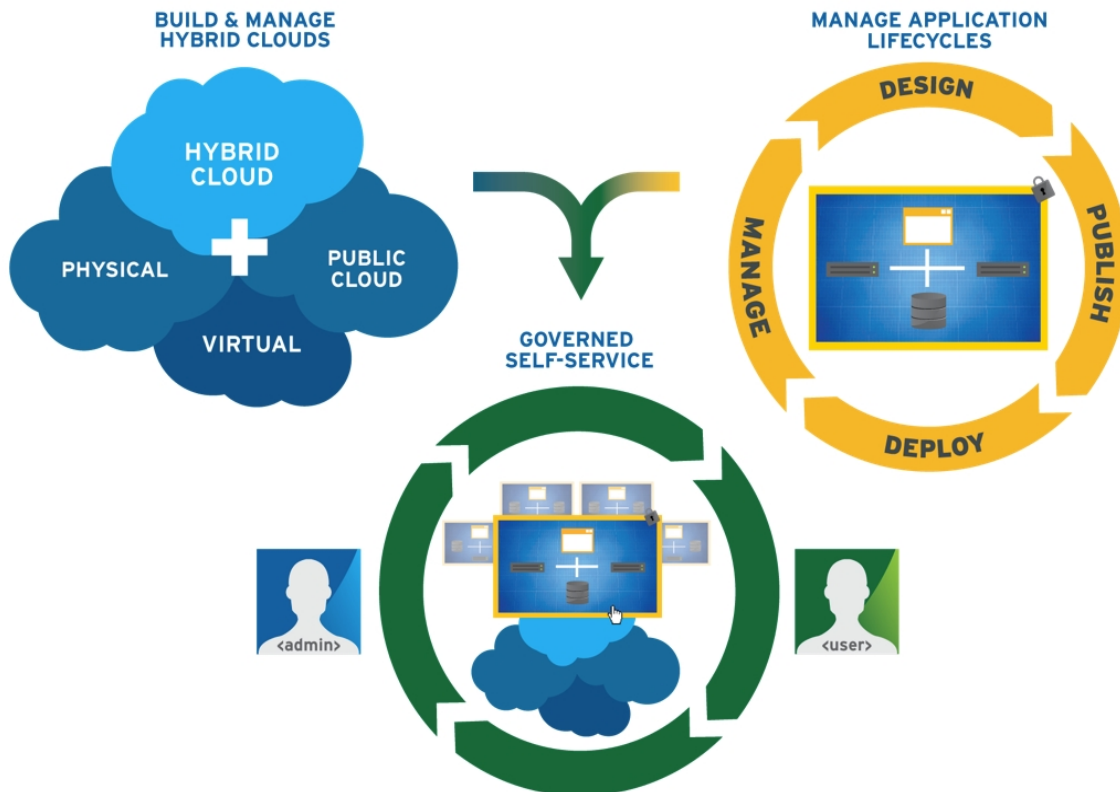 BUILD & MANAGE
HYBRID CLOUDS
HYBRID
CLOUD
PHYSICAL
PUBLIC
CLOUD
VIRTUAL
MANAGE APPLICATION
LIFECYCLES
DESIGN
PUBLISH
DEPLOY
MANAGE
GOVERNED
SELF-SERVICE
<admin>
<user>